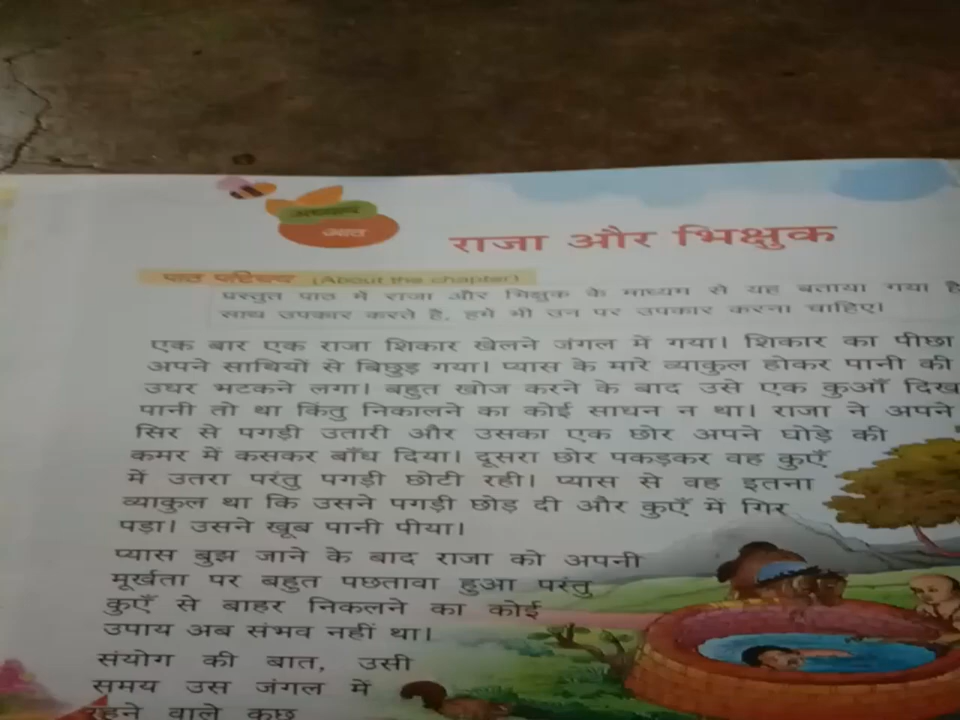 अध्याय
आठ
राजा और भिक्षुक
पाठ परिचय (About the chapter)
प्रस्तुत पाठ में राजा और भिक्षुक के माध्यम से यह बताया गया है
साथ उपकार करते हैं, हमें भी उन पर उपकार करना चाहिए।
एक बार एक राजा शिकार खेलने जंगल में गया। शिकार का पीछा
अपने साथियों से बिछुड़ गया। प्यास के मारे व्याकुल होकर पानी की
उधर भटकने लगा। बहुत खोज करने के बाद उसे एक कुआँ दिख
पानी तो था किंतु निकालने का कोई साधन न था। राजा ने अपने
सिर से पगड़ी उतारी और उसका एक छोर अपने घोड़े की
कमर में कसकर बाँध दिया। दूसरा छोर पकड़कर वह कुएँ
में उतरा परंतु पगड़ी छोटी रही। प्यास से वह इतना
व्याकुल था कि उसने पगड़ी छोड़ दी और कुएँ में गिर
पड़ा। उसने खूब पानी पीया।
प्यास बुझ जाने के बाद राजा को अपनी
मूर्खता पर बहुत पछतावा हुआ परंतु
कुएँ से बाहर निकलने का कोई
उपाय अब संभव नहीं था।
संयोग की बात, उसी
समय उस जंगल में
रहने वाले कुछ